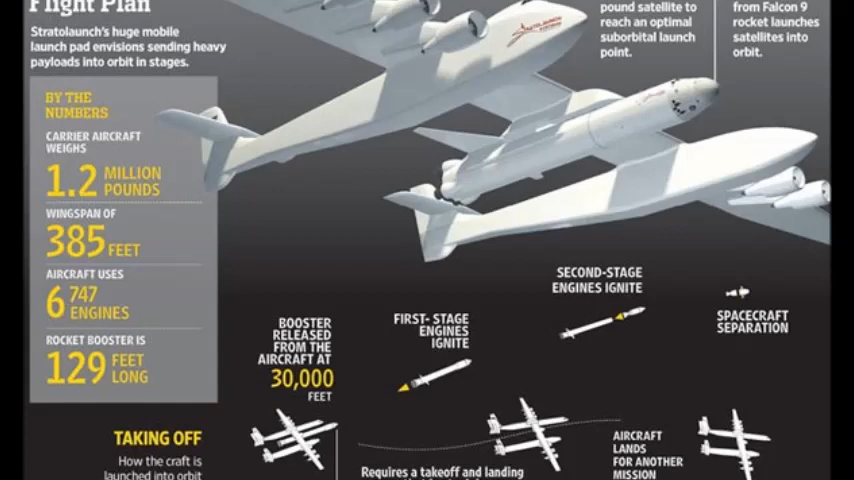 Flight Plan
Stratolaunch's huge mobile
launch pad envisions sending heavy
payloads into orbit in stages.
pound satellite to
reach an optimal
suborbital launch
point.
from Falcon 9
rocket launches
satellites into
orbit.
BY THE
NUMBERS
CARRIER AIRCRAFT
WEIGHS
1.2 MILLION
POUNDS
WINGSPAN OF
385 FEET
AIRCRAFT USES
6 747
ENGINES
ROCKET BOOSTER IS
129 FEET
LONG
BOOSTER
RELEASED
FROM THE
AIRCRAFT AT
30,000
FEET
FIRST- STAGE
ENGINES
IGNITE
SECOND-STAGE
ENGINES IGNITE
SPACECRAFT
SEPARATION
TAKING OFF
How the craft is
launched into orbit
Requires a takeoff and landing
AIRCRAFT
LANDS
FOR ANOTHER
MISSION